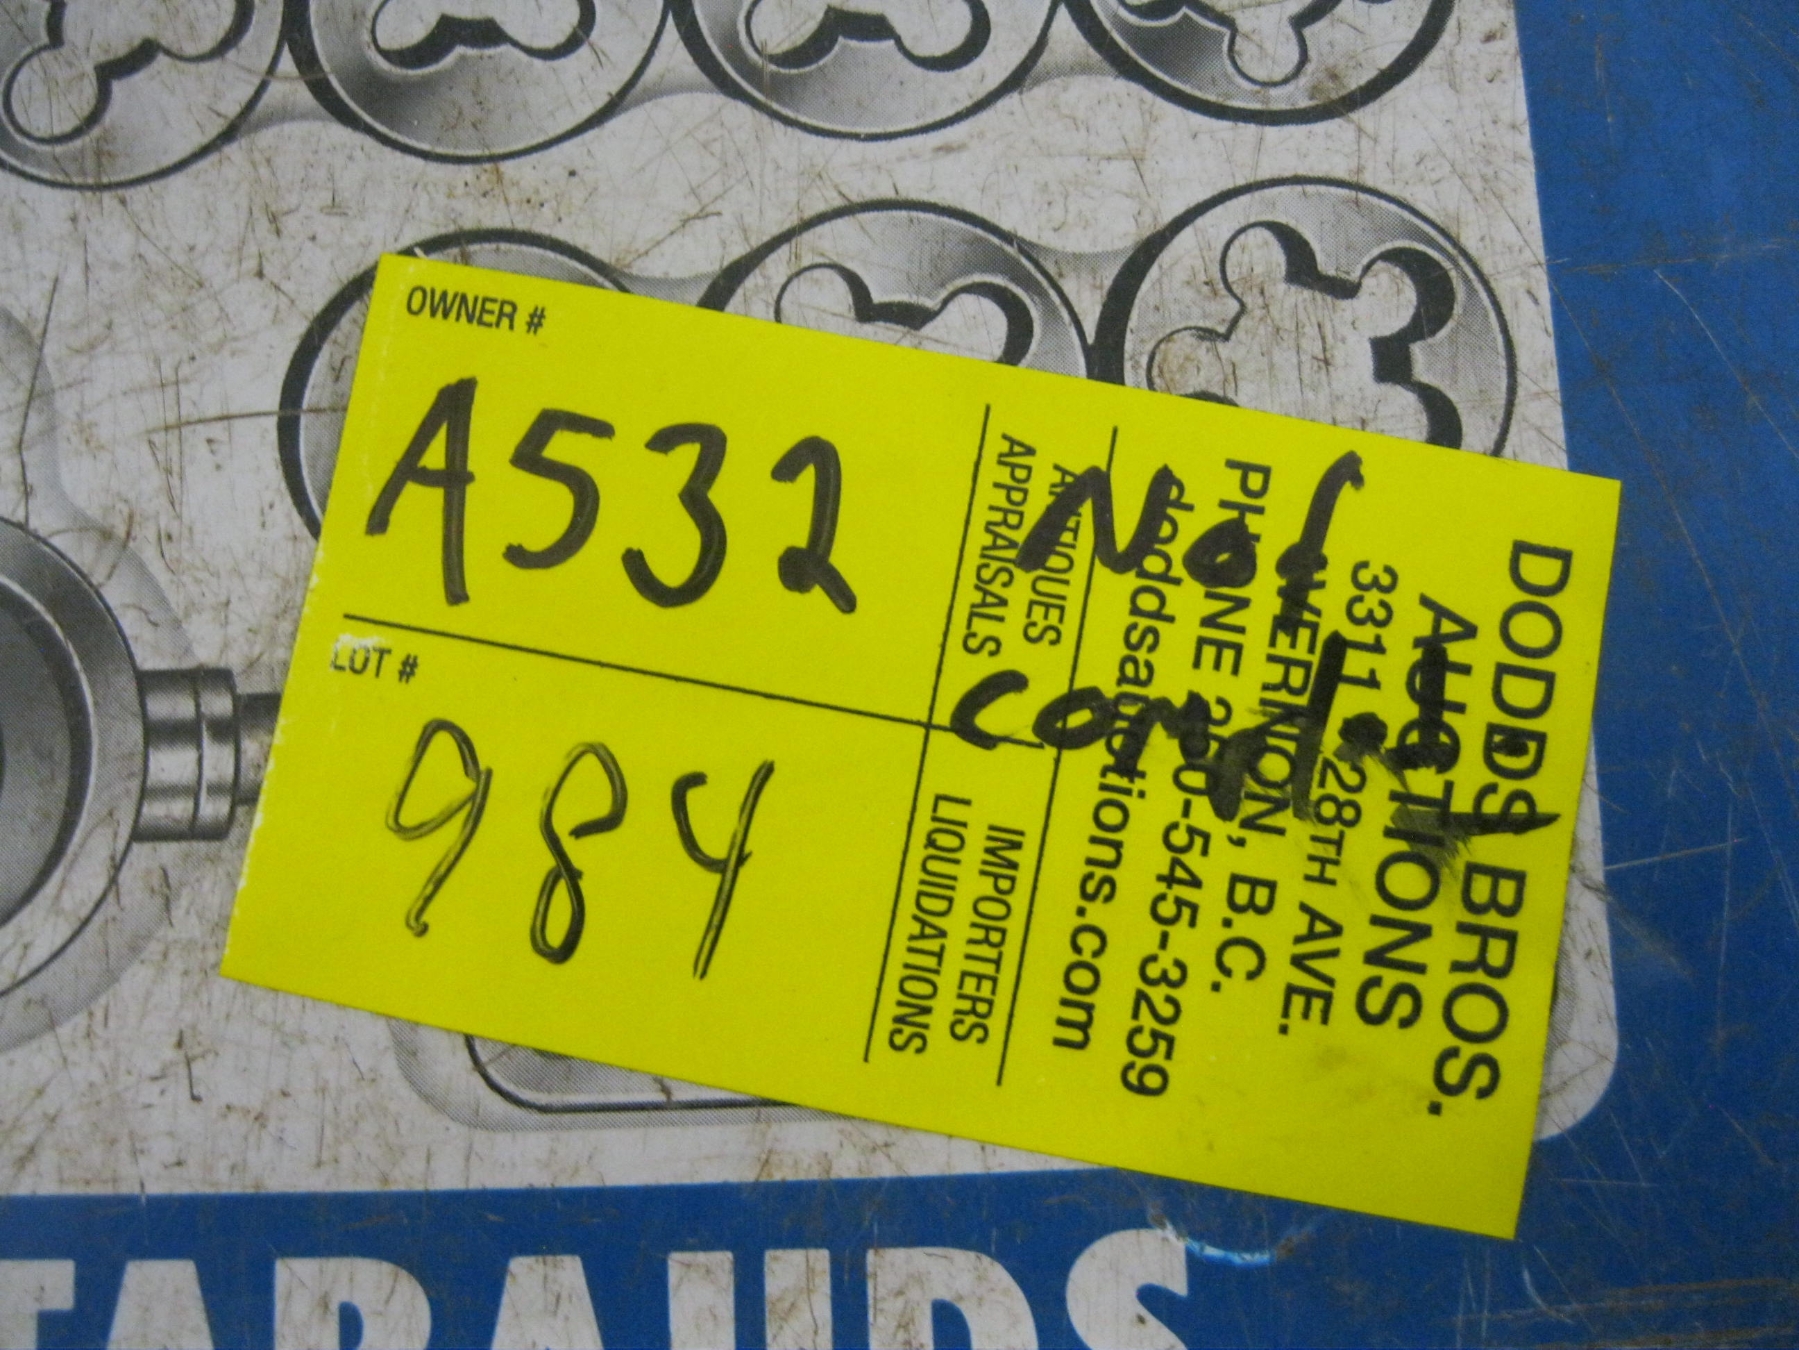 OWNER #
A532
LOT #
984
APPRAISALS
ANTIQUES
LIQUIDATIONS
IMPORTERS
DODDS BROS.
AUCTIONS
3311 - 28TH AVE.
VERNON, B.C.
PHONE 250-545-3259
doddsauctions.com
Not
TARAUDS